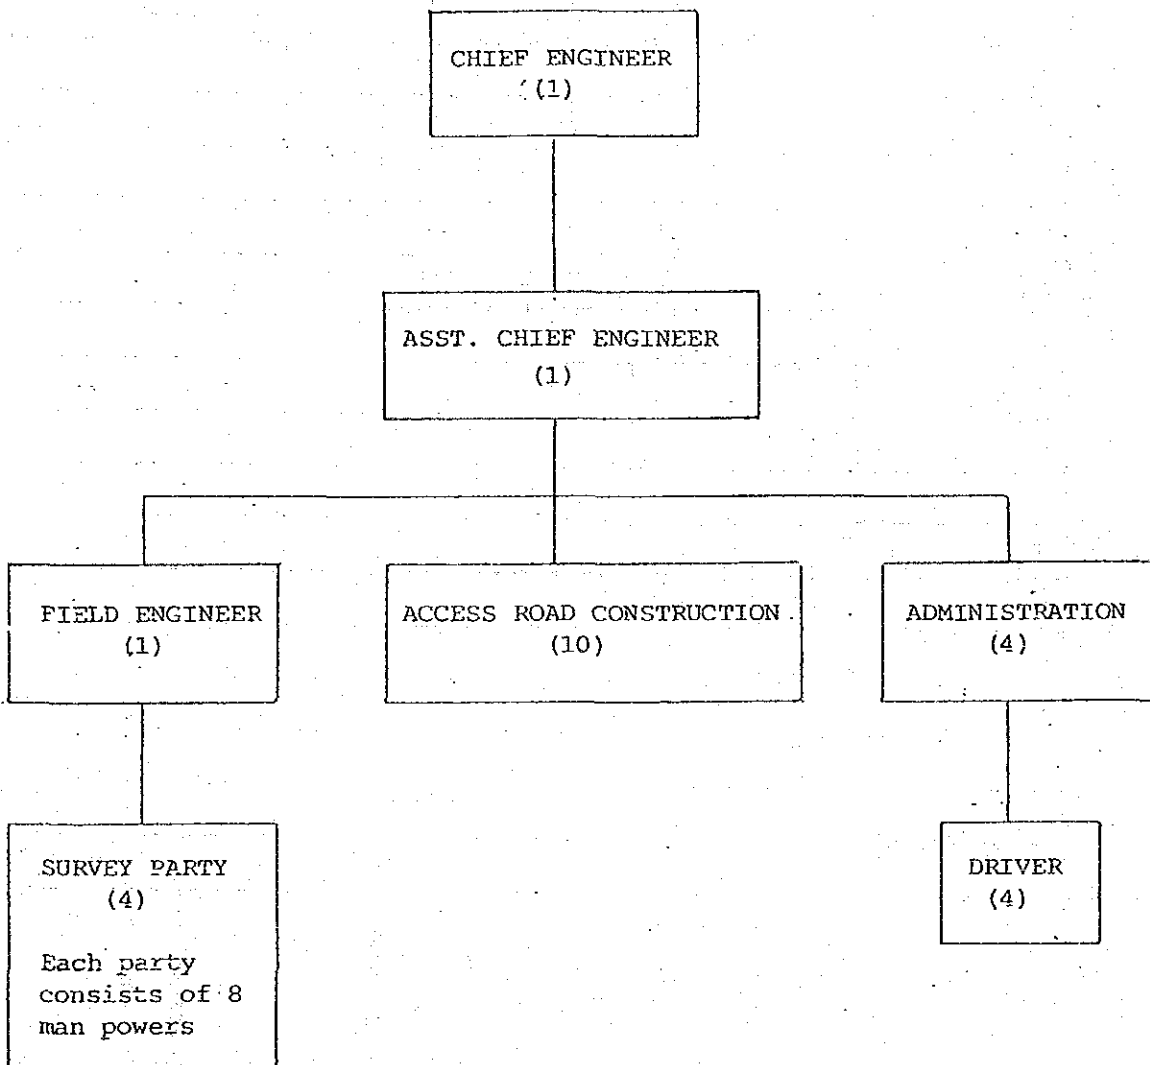 CHIEF ENGINEER
(1)
ASST. CHIEF ENGINEER
(1)
FIELD ENGINEER
(1)
ACCESS ROAD CONSTRUCTION
(10)
ADMINISTRATION
(4)
SURVEY PARTY
(4)
Each party
consists of 8
man powers
DRIVER
(4)